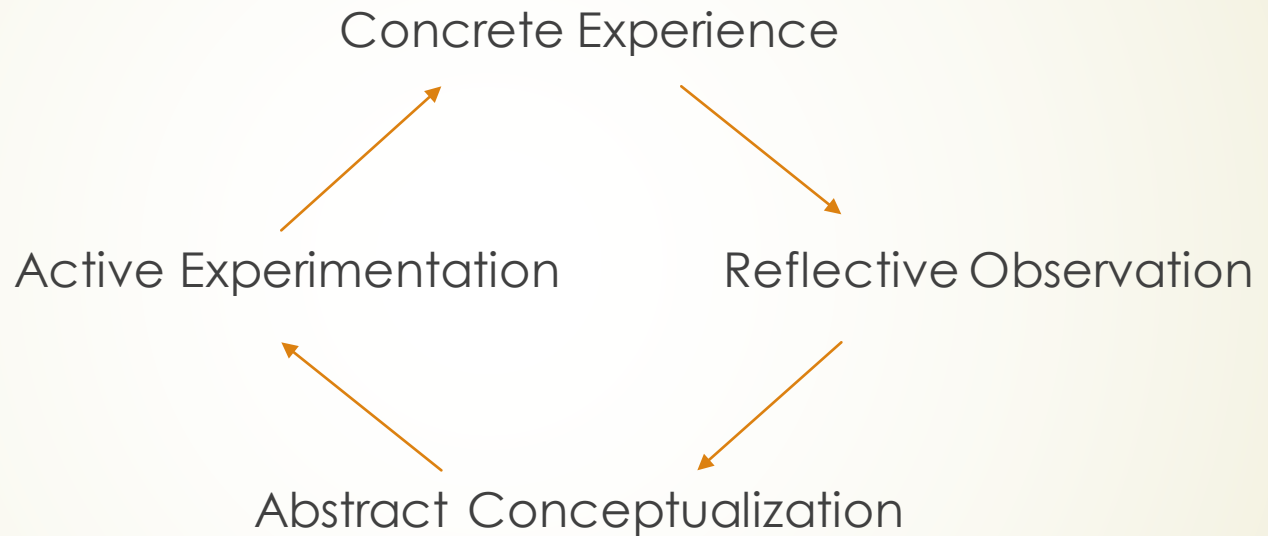 Concrete Experience
Active Experimentation
Reflective Observation
Abstract Conceptualization